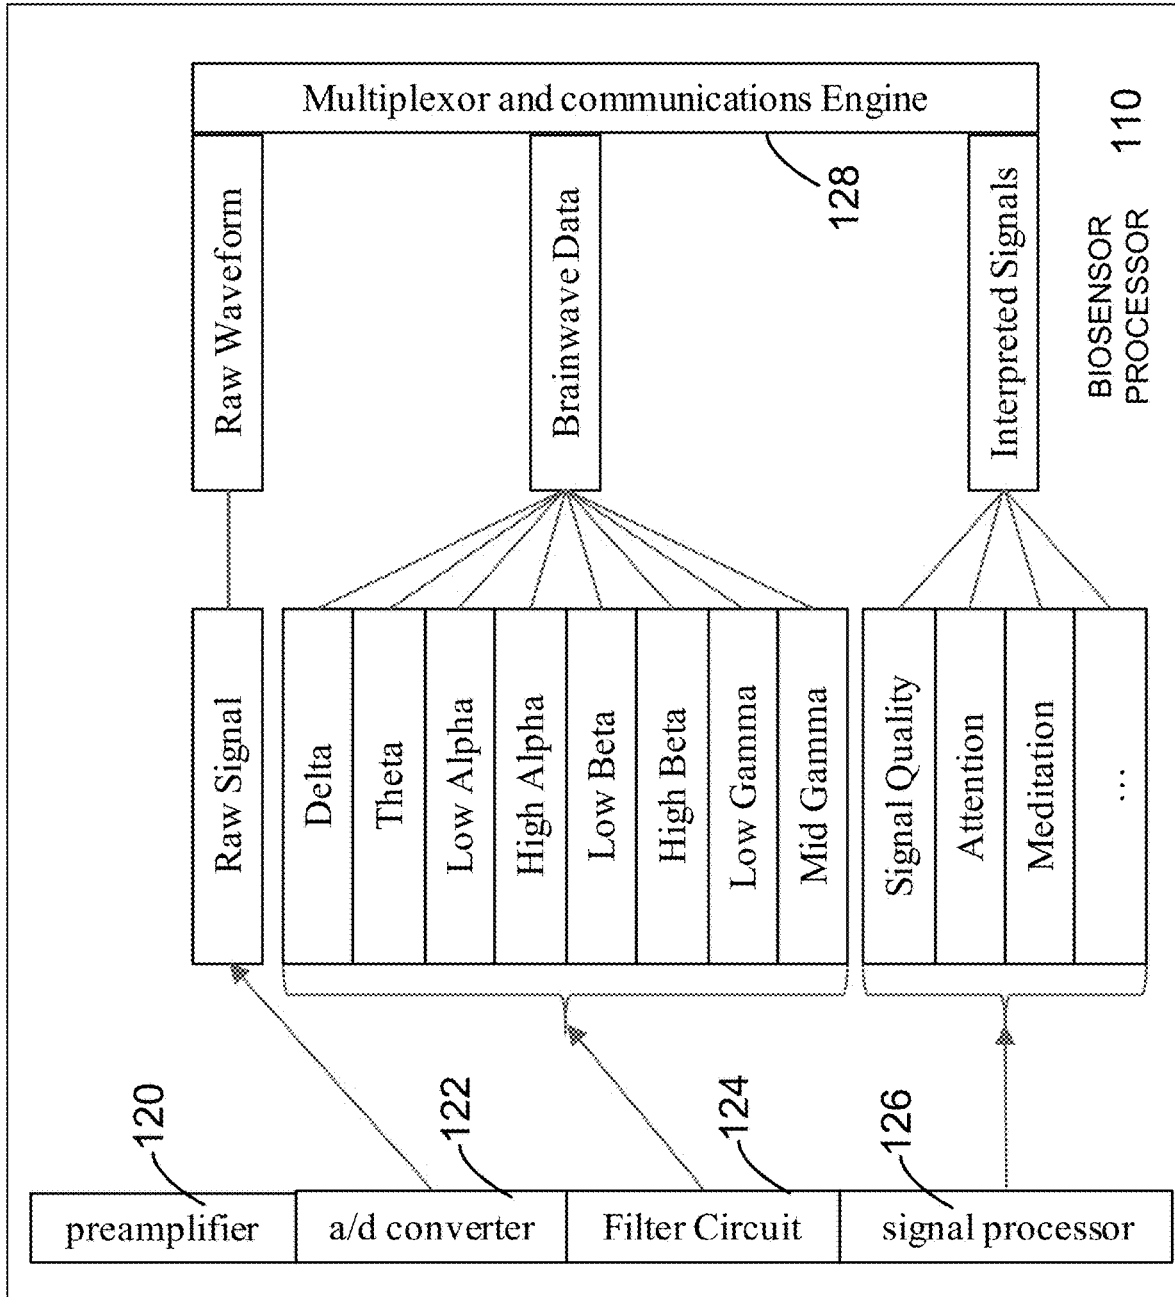 preamplifier
120
a/d converter
122
Filter Circuit
124
signal processor
126
Raw Signal
Delta
Theta
Low Alpha
High Alpha
Low Beta
High Beta
Low Gamma
Mid Gamma
Signal Quality
Attention
Meditation
...
Raw Waveform
Brainwave Data
Interpreted Signals
Multiplexor and communications Engine
128
BIOSENSOR
PROCESSOR 110